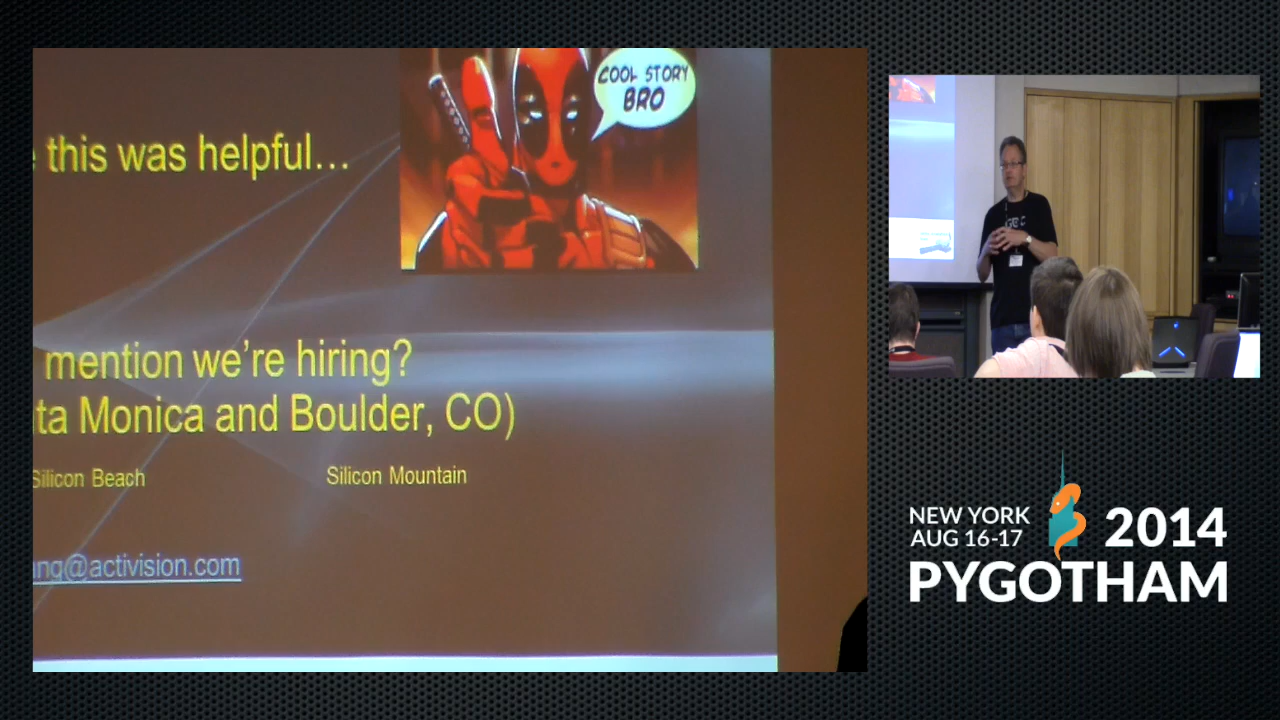 COOL STORY
BRO
this was helpful…
mention we're hiring?
ta Monica and Boulder, CO)
Silicon Beach
Silicon Mountain
ng@activision.com
NEW YORK
AUG 16-17
2014
PYGOTHAM